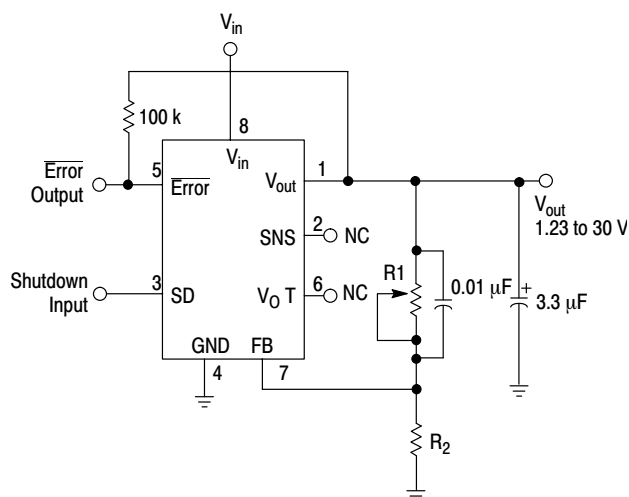 Vin
100 k
8
Vin
5
Error
Output
Error
Vout
1
Vout
1.23 to 30 V
SNS
2
NC
Shutdown
Input
3
SD
VO T
6
NC
R1
0.01 µF
+
3.3 µF
GND
FB
4
7
R2